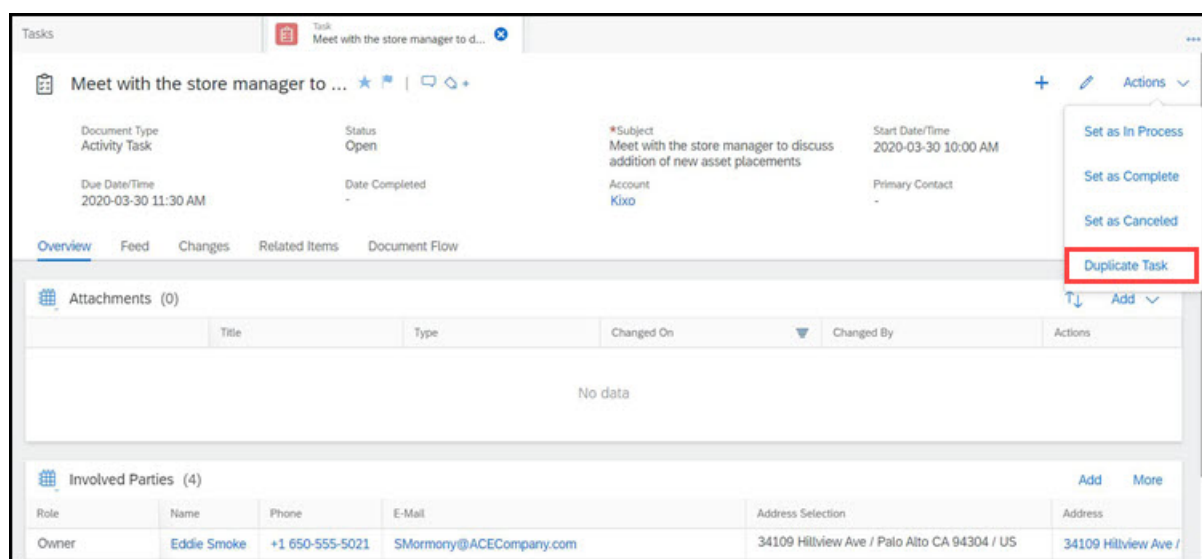 Tasks
Task
Meet with the store manager to d...
Meet with the store manager to ...
Actions
Document Type
Activity Task
Status
Open
*Subject
Meet with the store manager to discuss
addition of new asset placements
Start Date/Time
2020-03-30 10:00 AM
Due Date/Time
2020-03-30 11:30 AM
Date Completed
-
Account
Kixo
Primary Contact
-
Set as In Process
Set as Complete
Set as Canceled
Duplicate Task
Overview Feed Changes Related Items Document Flow
Attachments (0)
Add
Title Type Changed On Changed By Actions
No data
Involved Parties (4)
Add More
Role Name Phone E-Mail Address Selection Address
Owner Eddie Smoke +1 650-555-5021 SMormony@ACECompany.com 34109 Hillview Ave / Palo Alto CA 94304 / US 34109 Hillview Ave /